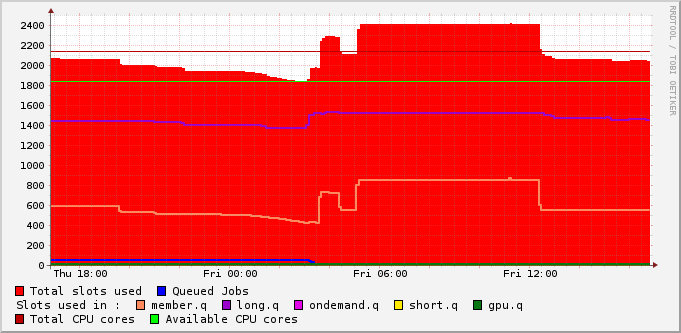 2400
2200
2000
1800
1600
1400
1200
1000
800
600
400
200
0
Thu 18:00 Fri 00:00 Fri 06:00 Fri 12:00
RRDTOOL / TOBI OETIKER
Total slots used Queued Jobs
Slots used in : member.q long.q ondemand.q short.q gpu.q
Total CPU cores Available CPU cores